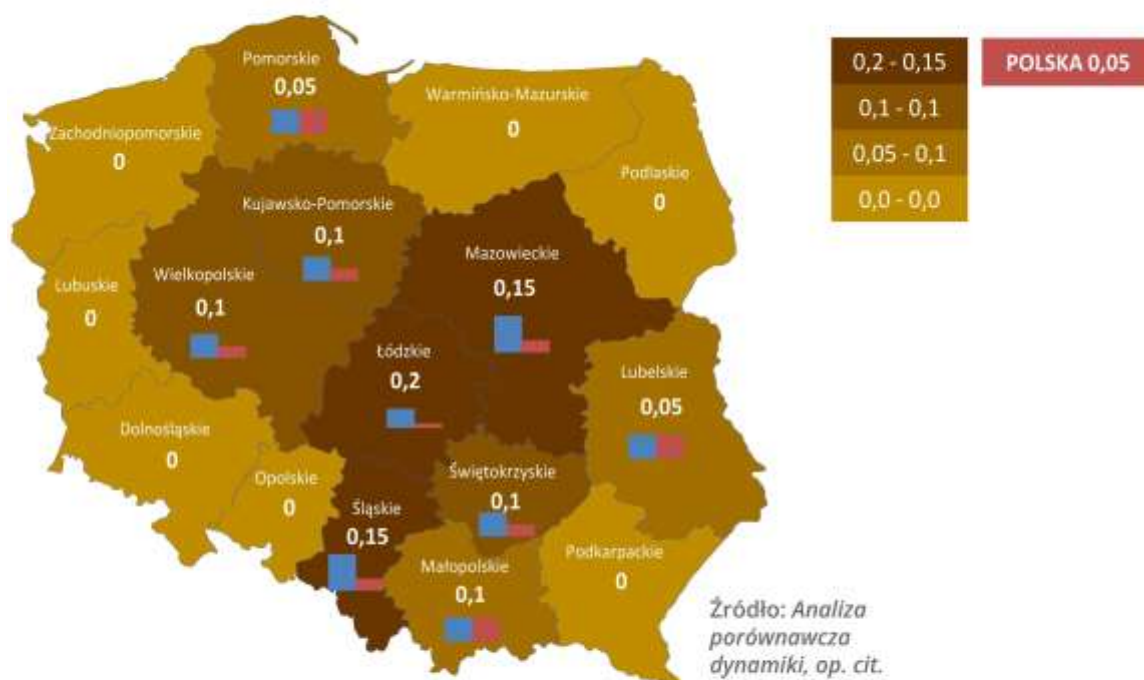 Pomorskie
0,05
Warmińsko-Mazurskie
0
Zachodniopomorskie
0
Podlaskie
0
Kujawsko-Pomorskie
0,1
Mazowieckie
0,15
Wielkopolskie
0,1
Lubuskie
0
Łódzkie
0,2
Lubelskie
0,05
Dolnośląskie
0
Opolskie
0
Świętokrzyskie
0,1
Śląskie
0,15
Małopolskie
0,1
Podkarpackie
0
0,2 - 0,15
0,1 - 0,1
0,05 - 0,1
0,0 - 0,0
POLSKA 0,05
Źródło: Analiza
porównawcza
dynamiki, op. cit.